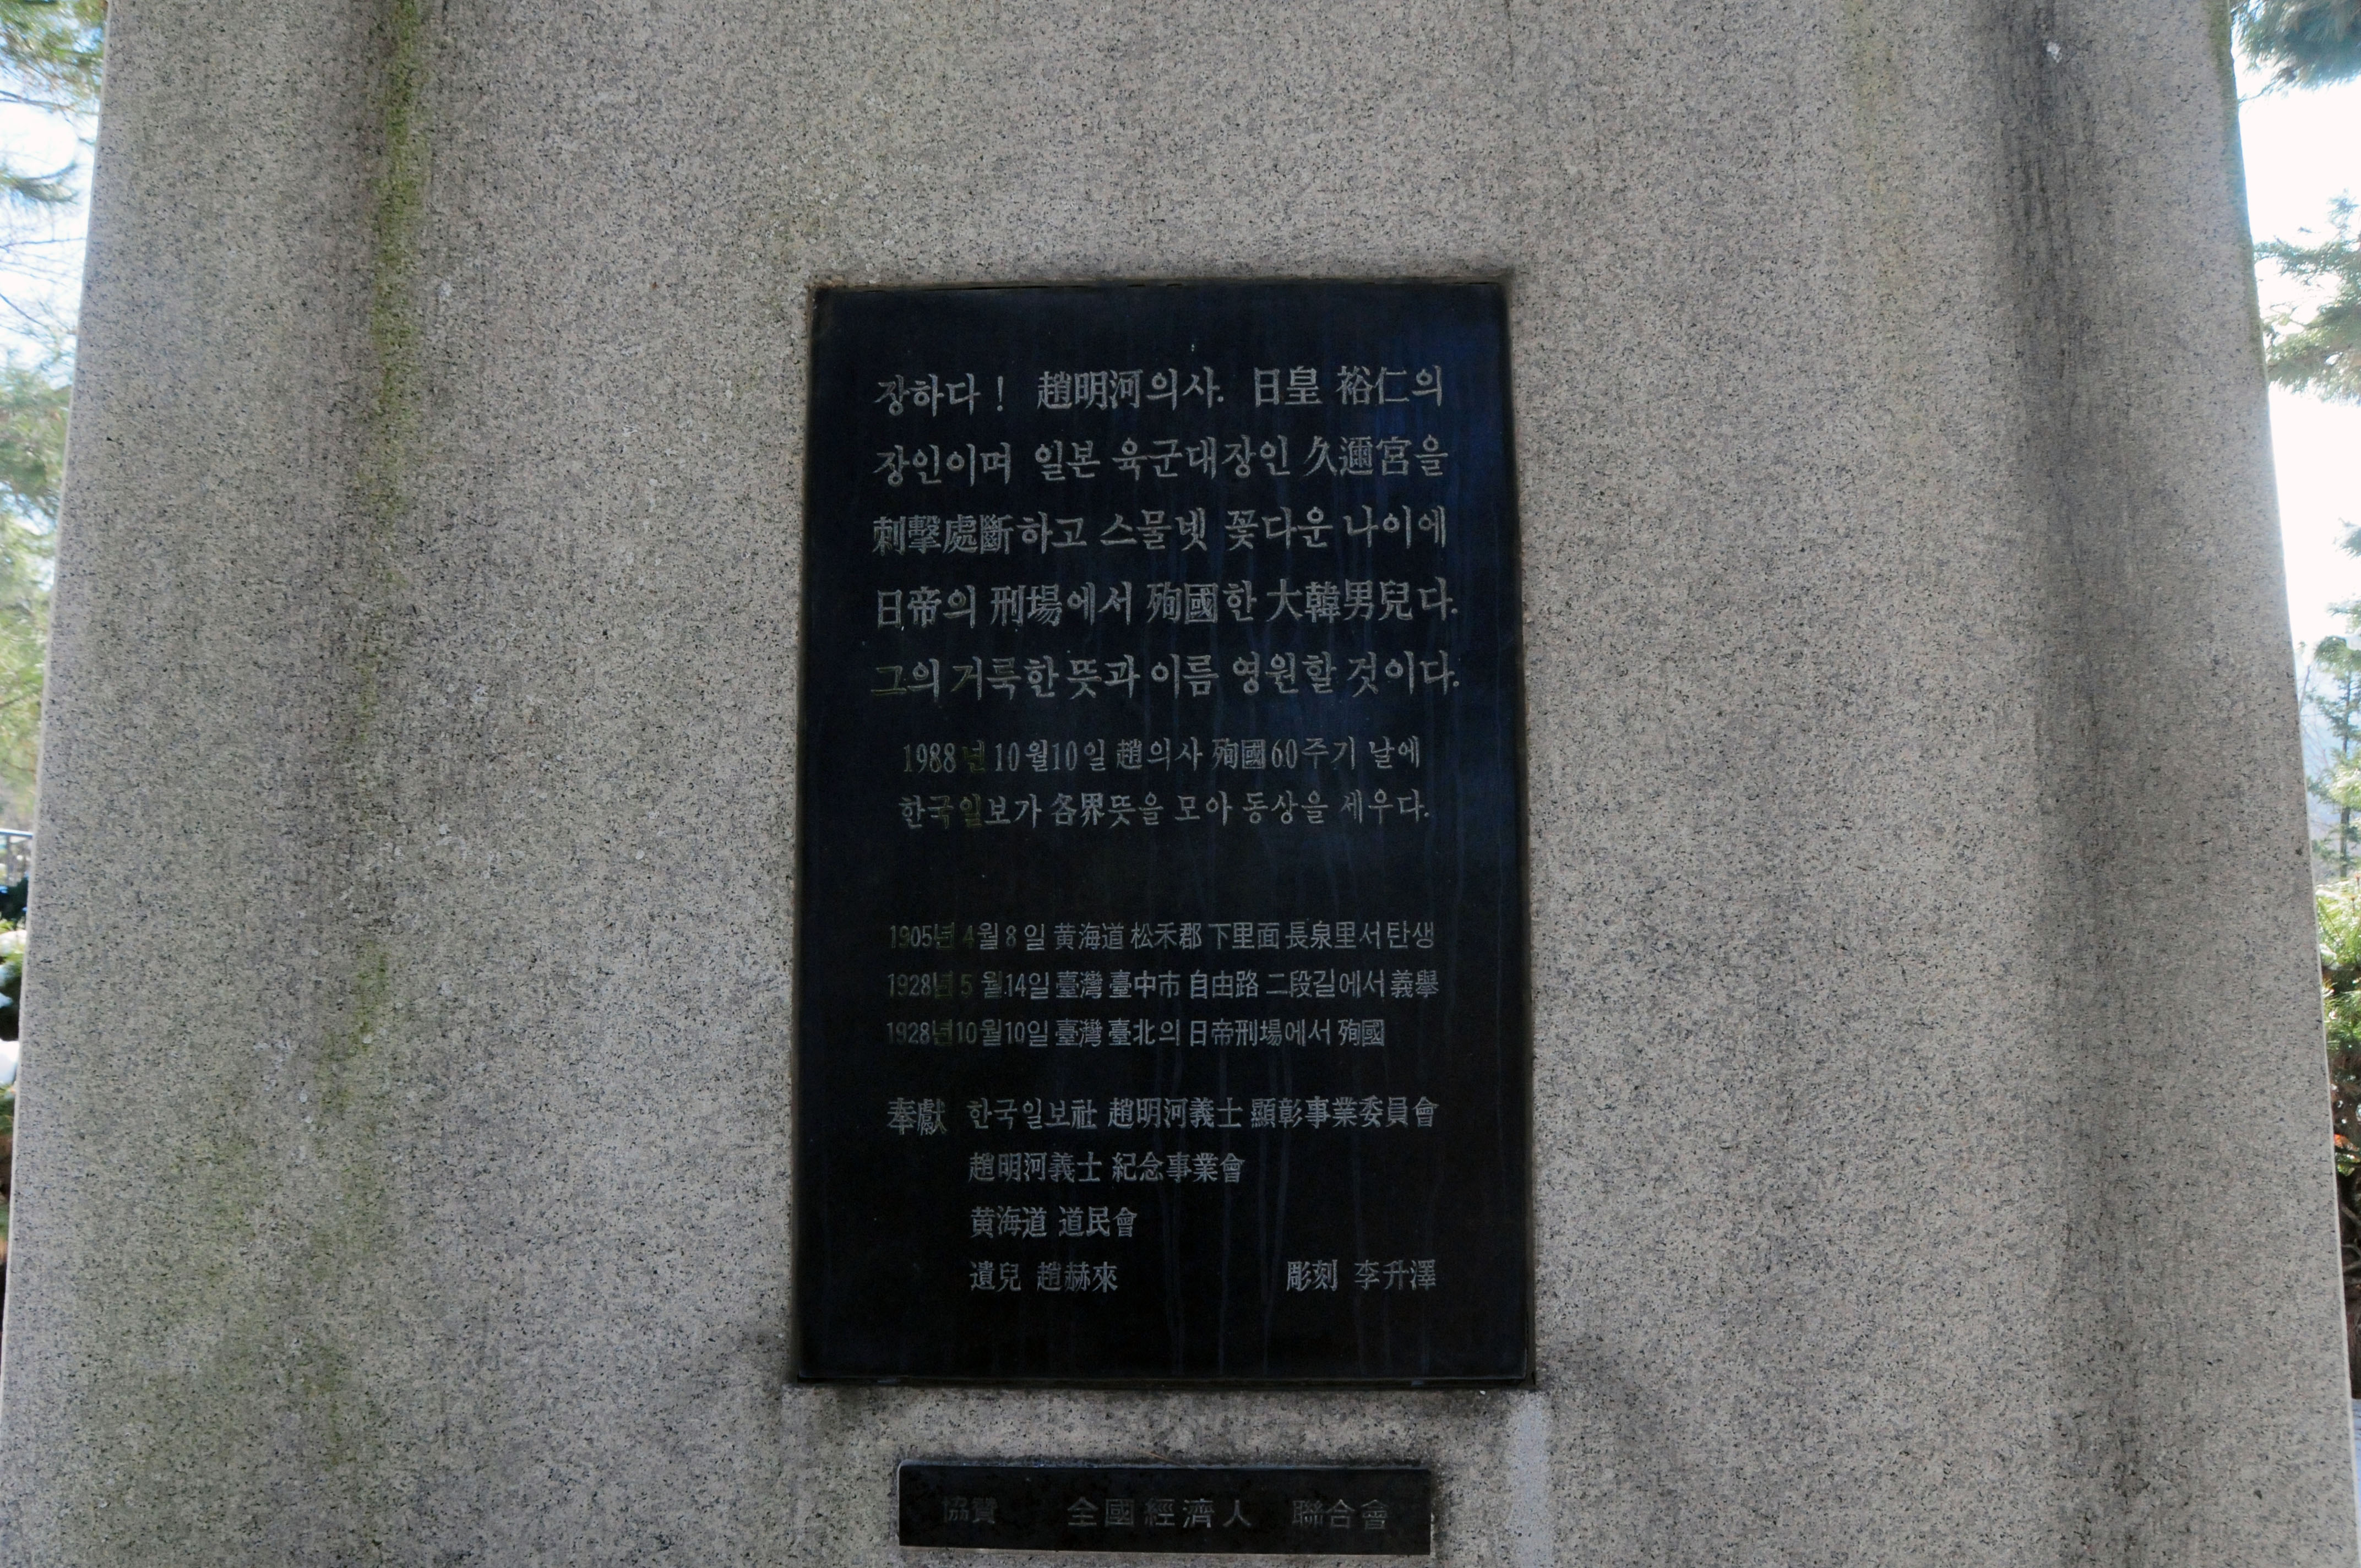 장하다! 趙明河의사. 日皇 裕仁의
장인이며 일본 육군대장인 久邇宮을
刺擊處斷하고 스물넷 꽃다운 나이에
日帝의 刑場에서 殉國한 大韓男兒다.
그의 거룩한 뜻과 이름 영원할 것이다.
1988년 10월10일 趙의사 殉國60주기 날에
한국일보가 各界뜻을 모아 동상을 세우다.
1905년 4월 8일 黄海道 松禾郡 下里面 長泉里서 탄생
1928년 5월14일 臺灣 臺中市 自由路 二段길에서 義擧
1928년10월10일 臺灣 臺北의 日帝刑場에서 殉國
奉獻 한국일보社 趙明河義士 顯彰事業委員會
趙明河義士 紀念事業會
黄海道 道民會
遺兒 趙赫來 彫刻 李升澤
協贊 全國經濟人 聯合會